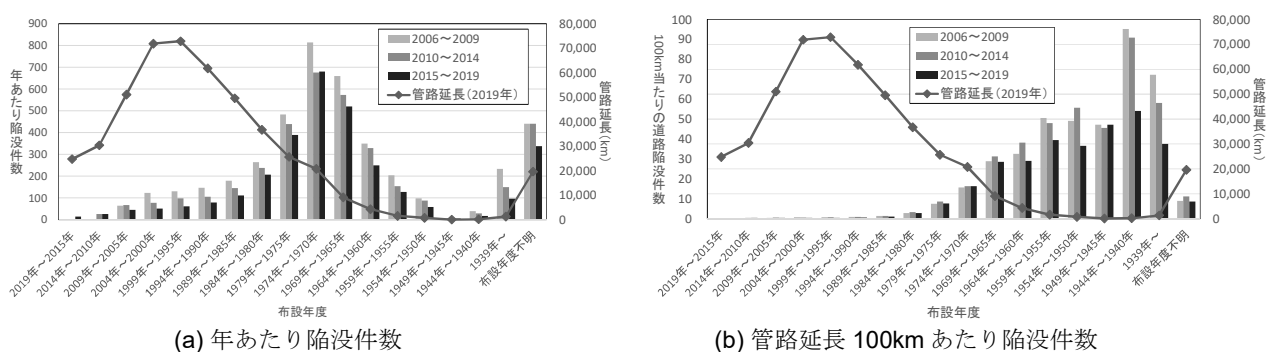 900
800
700
600
500
400
300
200
100
0
年あたり陥没件数
80,000
70,000
60,000
50,000
40,000
30,000
20,000
10,000
0
管路延長(km)
2006～2009
2010～2014
2015～2019
管路延長(2019年)
2019年～2015年
2014年～2010年
2009年～2005年
2004年～2000年
1999年～1995年
1994年～1990年
1989年～1985年
1984年～1980年
1979年～1975年
1974年～1970年
1969年～1965年
1964年～1960年
1959年～1955年
1954年～1950年
1949年～1945年
1944年～1940年
1939年～
布設年度不明
布設年度
(a) 年あたり陥没件数
100
90
80
70
60
50
40
30
20
10
0
100km当たりの道路陥没件数
80,000
70,000
60,000
50,000
40,000
30,000
20,000
10,000
0
管路延長(km)
2006～2009
2010～2014
2015～2019
管路延長(2019年)
2019年～2015年
2014年～2010年
2009年～2005年
2004年～2000年
1999年～1995年
1994年～1990年
1989年～1985年
1984年～1980年
1979年～1975年
1974年～1970年
1969年～1965年
1964年～1960年
1959年～1955年
1954年～1950年
1949年～1945年
1944年～1940年
1939年～
布設年度不明
布設年度
(b) 管路延長 100km あたり陥没件数